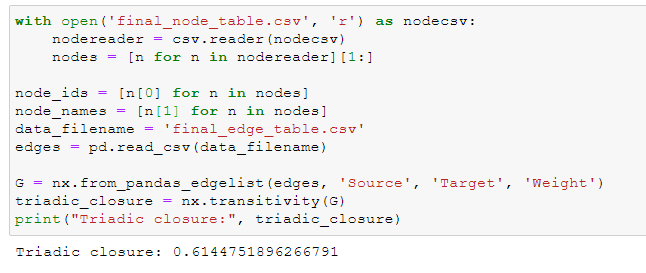 with open('final_node_table.csv', 'r') as nodecsv:
    nodereader = csv.reader(nodecsv)
    nodes = [n for n in nodereader][1:]

node_ids = [n[0] for n in nodes]
node_names = [n[1] for n in nodes]
data_filename = 'final_edge_table.csv'
edges = pd.read_csv(data_filename)

G = nx.from_pandas_edgelist(edges, 'Source', 'Target', 'Weight')
triadic_closure = nx.transitivity(G)
print("Triadic closure:", triadic_closure)

Triadic closure: 0.6144751896266791